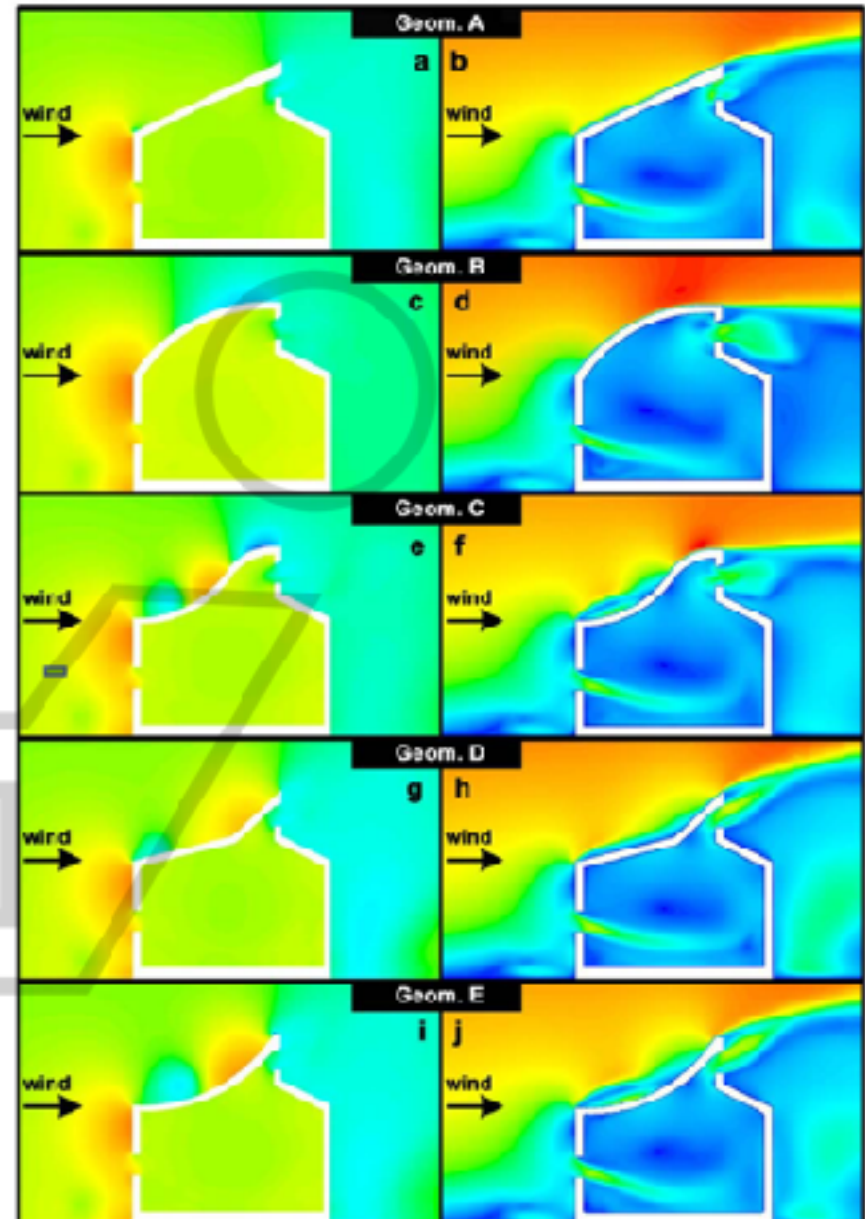 Geom. A
a b
wind wind
Geom. B
c d
wind wind
Geom. C
e f
wind wind
Geom. D
g h
wind wind
Geom. E
i j
wind wind